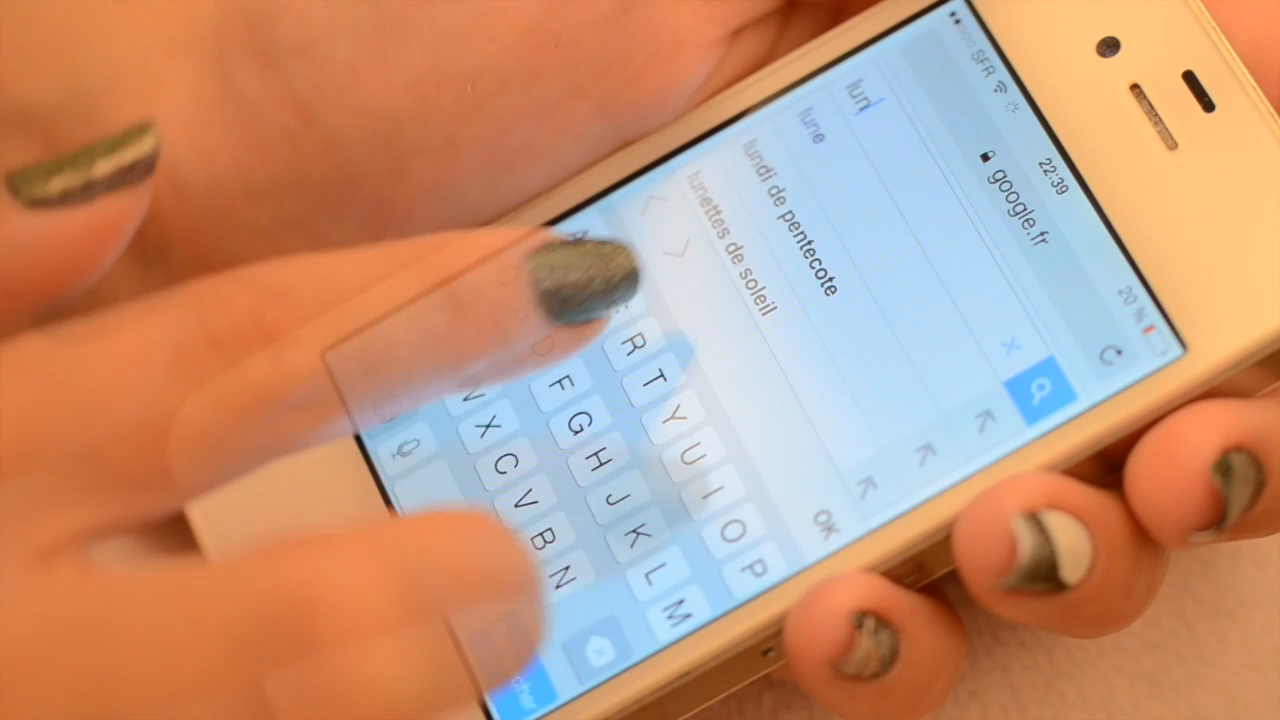 SFR 22:39 20 %
google.fr
lun
lune
lundi de pentecote
lunettes de soleil
OK
R T Y U I O P
D F G H J K L M
W X C V B N